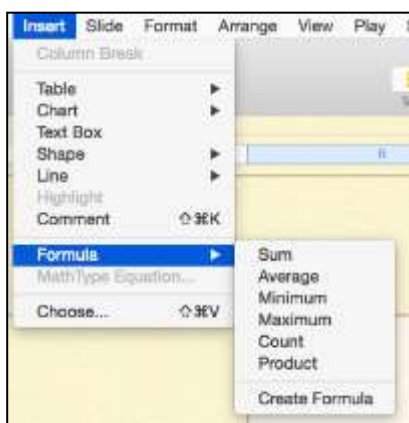 Insert Slide Format Arrange View Play
Column Break
Table
Chart
Text Box
Shape
Line
Highlight
Comment ⇧⌘K
Formula
MathType Equation...
Choose... ⇧⌘V
Sum
Average
Minimum
Maximum
Count
Product
Create Formula